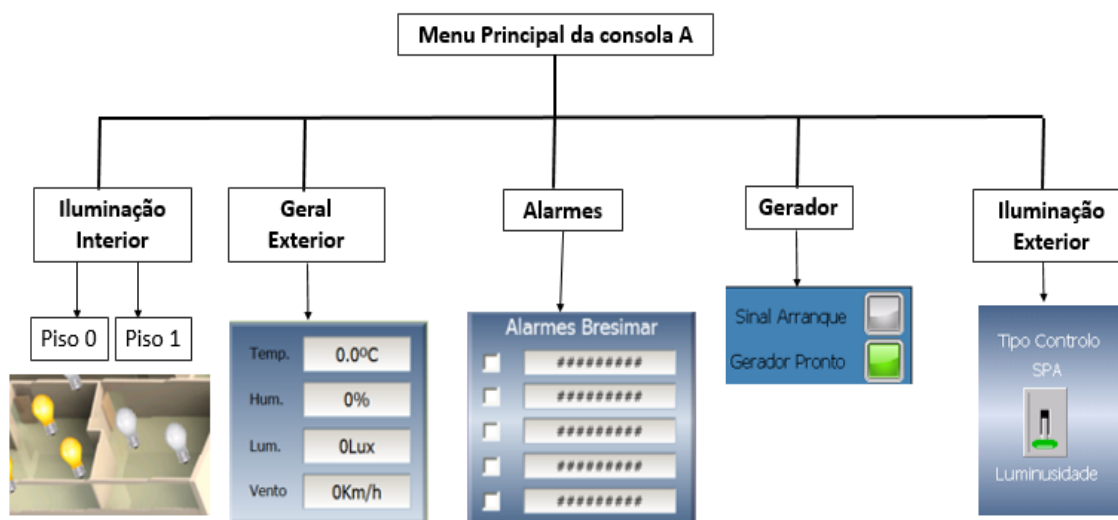 Menu Principal da consola A
Iluminação
Interior
Geral
Exterior
Alarmes
Gerador
Iluminação
Exterior
Piso 0
Piso 1
Temp.
0.0ºC
Hum.
0%
Lum.
0Lux
Vento
0Km/h
Alarmes Bresimar
#########
#########
#########
#########
#########
Sinal Arranque
Gerador Pronto
Tipo Controlo
SPA
Luminusidade